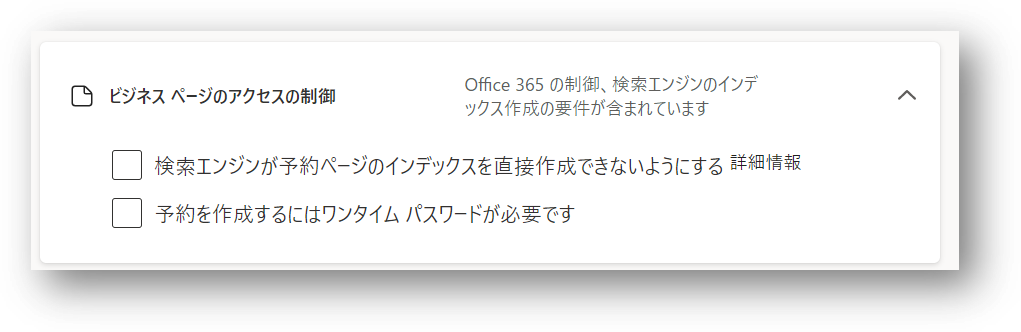 ビジネス ページのアクセスの制御
Office 365 の制御、検索エンジンのインデ
ックス作成の要件が含まれています
検索エンジンが予約ページのインデックスを直接作成できないようにする 詳細情報
予約を作成するにはワンタイム パスワードが必要です